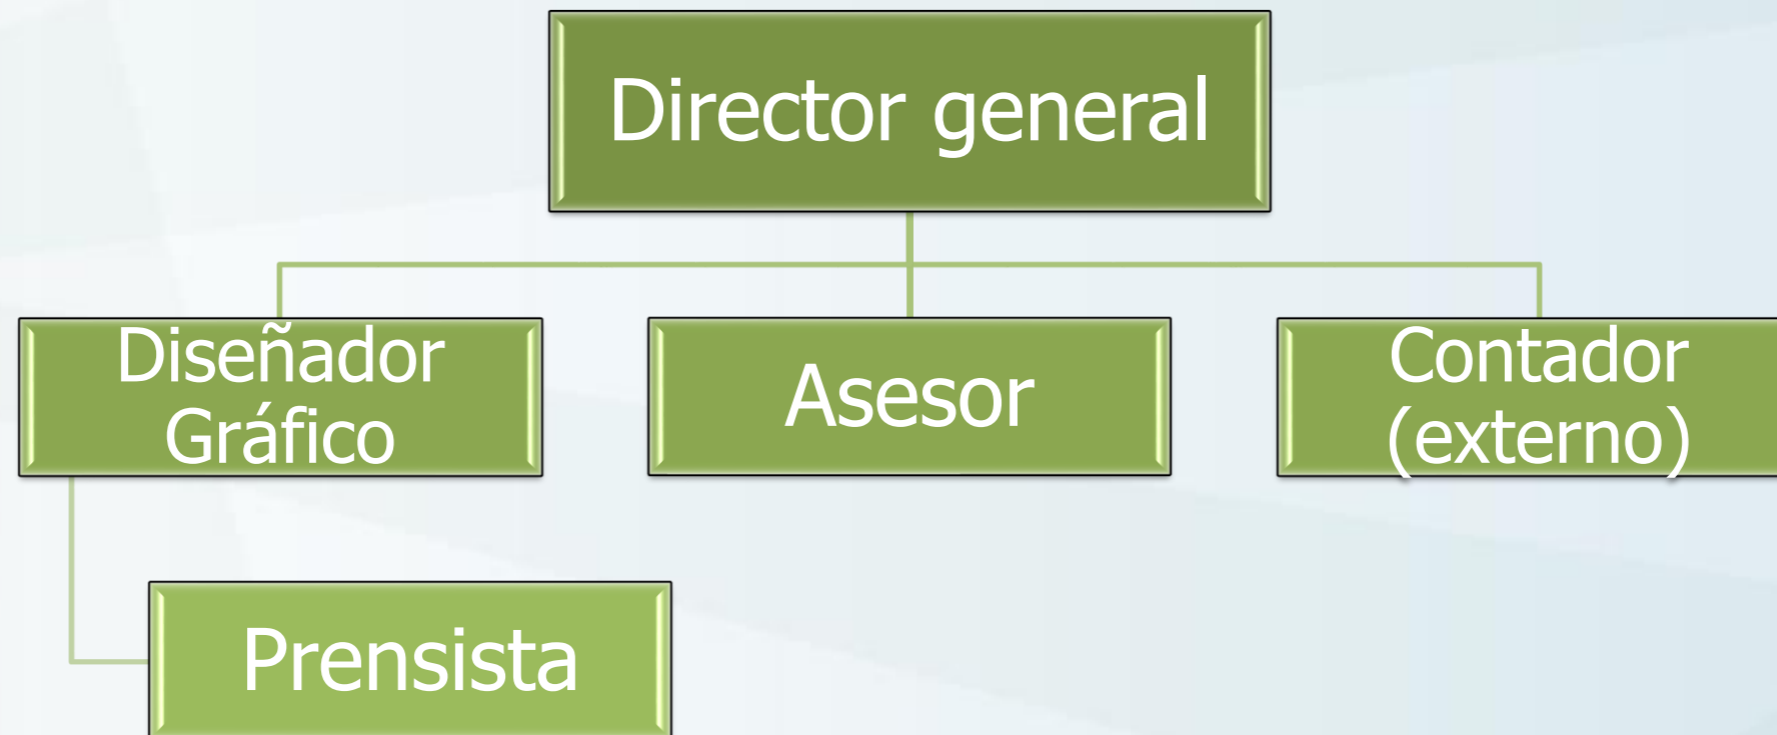 Director general
Diseñador
Gráfico
Asesor
Contador
(externo)
Prensista